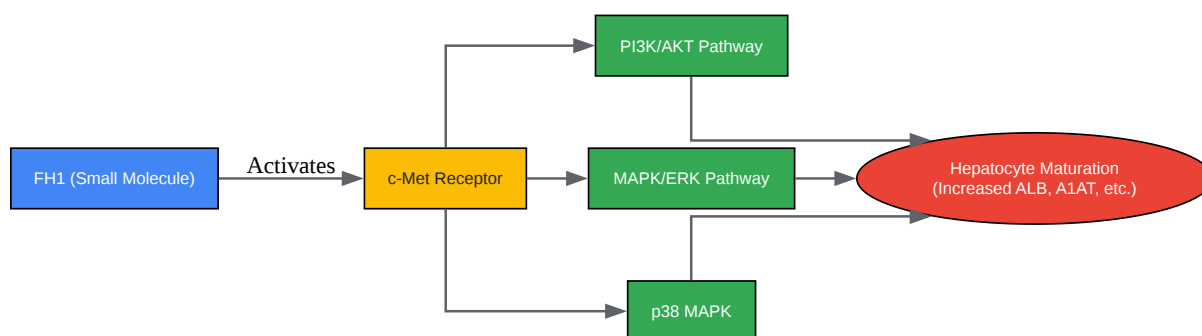 PI3K/AKT Pathway
FH1 (Small Molecule)
Activates
c-Met Receptor
MAPK/ERK Pathway
Hepatocyte Maturation
(Increased ALB, A1AT, etc.)
p38 MAPK